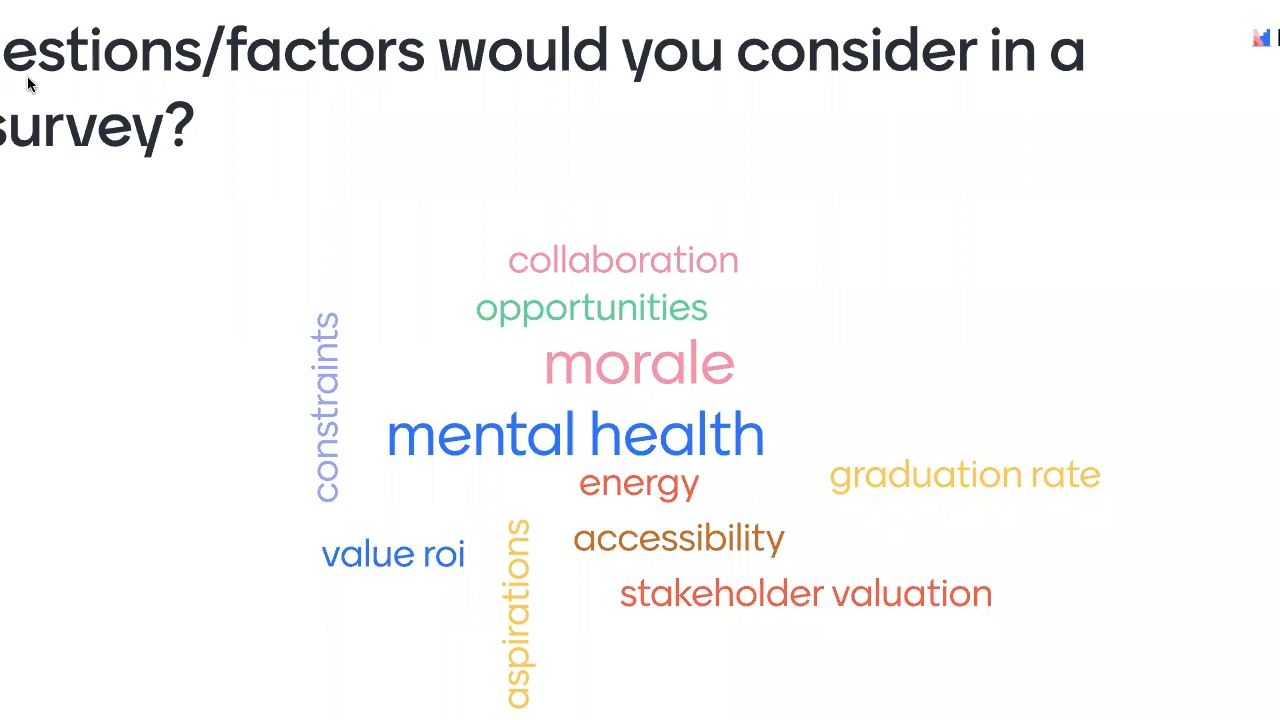 estions/factors would you consider in a
survey?
collaboration
opportunities
constraints
morale
mental health
energy
graduation rate
accessibility
value roi
aspirations
stakeholder valuation